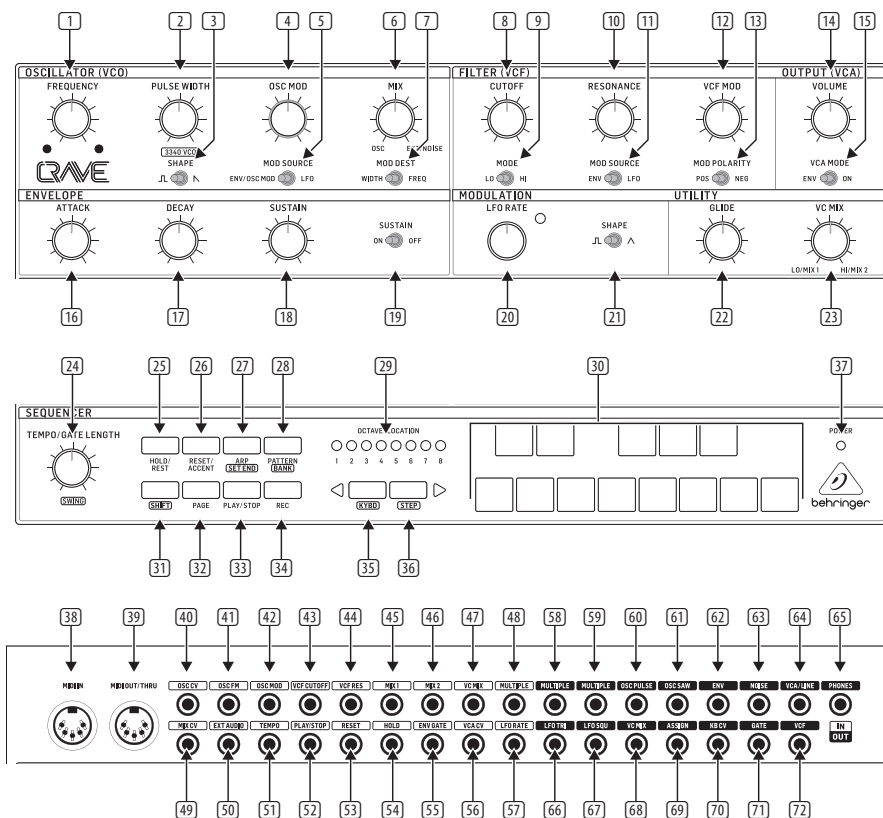 1 2 3 4 5 6 7 8 9 10 11 12 13 14 15
OSCILLATOR (VCO) FILTER (VCF) OUTPUT (VCA)
FREQUENCY PULSE WIDTH OSC MOD MIX CUTOFF RESONANCE VCF MOD VOLUME
OSC EXT/NOISE
3340 VCO
CRAVE
SHAPE MOD SOURCE MOD DEST MODE MOD SOURCE MOD POLARITY VCA MODE
ENV/OSC MOD LFO WIDTH FREQ LO HI ENV LFO POS NEG ENV ON
ENVELOPE MODULATION UTILITY
ATTACK DECAY SUSTAIN LFO RATE GLIDE VC MIX
SUSTAIN SHAPE
ON OFF
LO/MIX 1 HI/MIX 2
16 17 18 19 20 21 22 23
24 25 26 27 28 29 30 37
SEQUENCER
TEMPO/GATE LENGTH OCTAVE LOCATION POWER
1 2 3 4 5 6 7 8
HOLD/ RESET/ ARP PATTERN
REST ACCENT SET END BANK
SWING SHIFT PAGE PLAY/STOP REC KYBD STEP behringer
31 32 33 34 35 36
38 39 40 41 42 43 44 45 46 47 48 58 59 60 61 62 63 64 65
MIDI IN MIDI OUT/THRU OSC CV OSC FM OSC MOD VCF CUTOFF VCF RES MIX 1 MIX 2 VC MIX MULTIPLE MULTIPLE MULTIPLE OSC PULSE OSC SAW ENV NOISE VCA/LINE PHONES
MIX CV EXT AUDIO TEMPO PLAY/STOP RESET HOLD ENV GATE VCA CV LFO RATE LFO TRI LFO SQU VC MIX ASSIGN KB CV GATE VCF IN
OUT
49 50 51 52 53 54 55 56 57 66 67 68 69 70 71 72